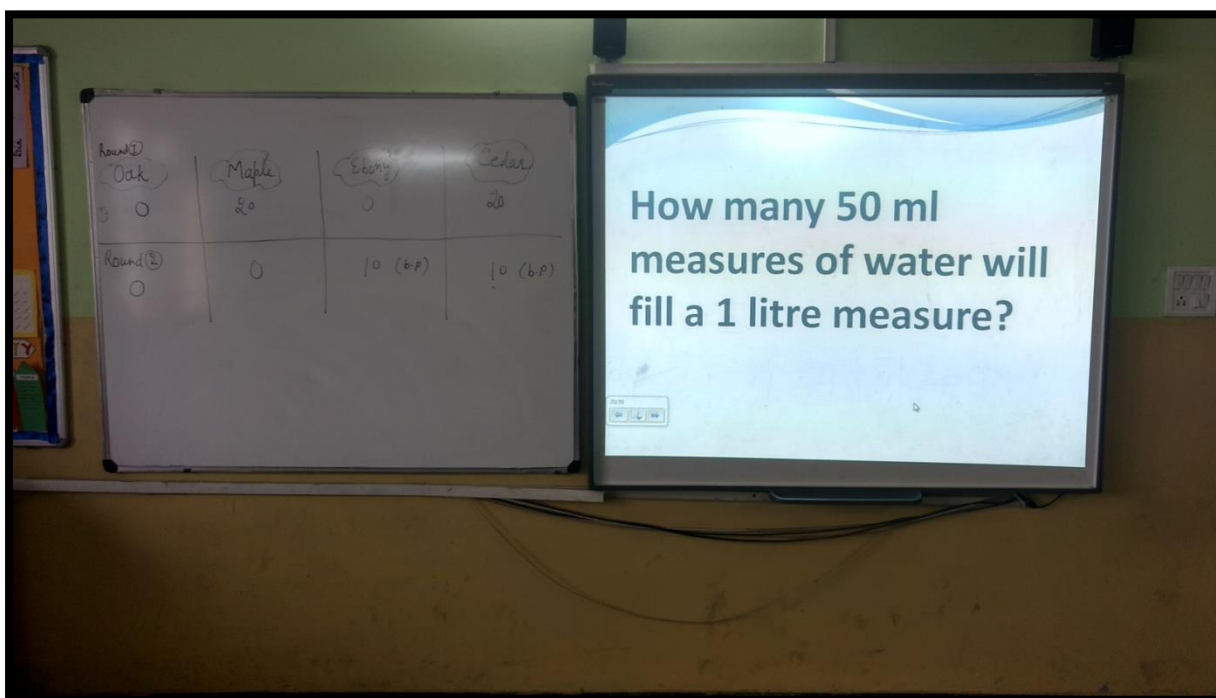 Round ①
Oak Maple Ebony Cedar
0 20 0 20
Round ② 0 10 (b.p) 10 (b.p)
0
How many 50 ml
measures of water will
fill a 1 litre measure?